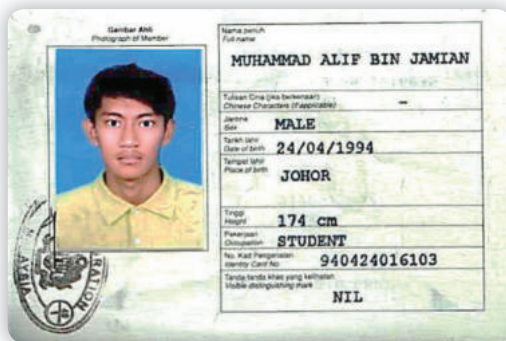 Gambar Ahli
Photograph of Member
Nama penuh
Full name
MUHAMMAD ALIF BIN JAMIAN
Tulisan Cina (jika berkenaan)
Chinese Characters (if applicable)
-
Jantina
Sex
MALE
Tarikh lahir
Date of birth
24/04/1994
Tempat lahir
Place of birth
JOHOR
Tinggi
Height
174 cm
Pekerjaan
Occupation
STUDENT
No. Kad Pengenalan
Identity Card No.
940424016103
Tanda-tanda khas yang kelihatan
Visible distinguishing mark
NIL
RATION